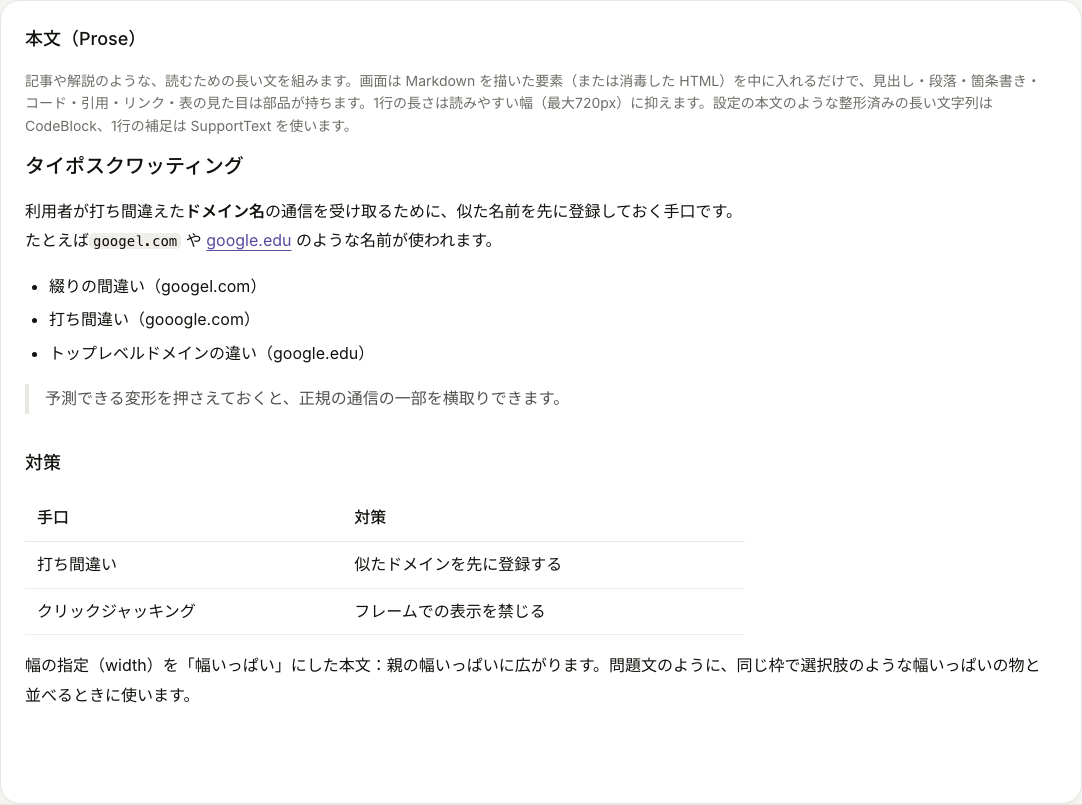 本文（Prose）
記事や解説のような、読むための長い文を組みます。画面は Markdown を描いた要素（または消毒した HTML）を中に入れるだけで、見出し・段落・箇条書き・
コード・引用・リンク・表の見た目は部品が持ちます。1行の長さは読みやすい幅（最大720px）に抑えます。設定の本文のような整形済みの長い文字列は
CodeBlock、1行の補足は SupportText を使います。
タイポスクワッティング
利用者が打ち間違えたドメイン名の通信を受け取るために、似た名前を先に登録しておく手口です。
たとえば googel.com や google.edu のような名前が使われます。
• 綴りの間違い（googel.com）
• 打ち間違い（gooogle.com）
• トップレベルドメインの違い（google.edu）
予測できる変形を押さえておくと、正規の通信の一部を横取りできます。
対策
手口 対策
打ち間違い 似たドメインを先に登録する
クリックジャッキング フレームでの表示を禁じる
幅の指定（width）を「幅いっぱい」にした本文：親の幅いっぱいに広がります。問題文のように、同じ枠で選択肢のような幅いっぱいの物と
並べるときに使います。